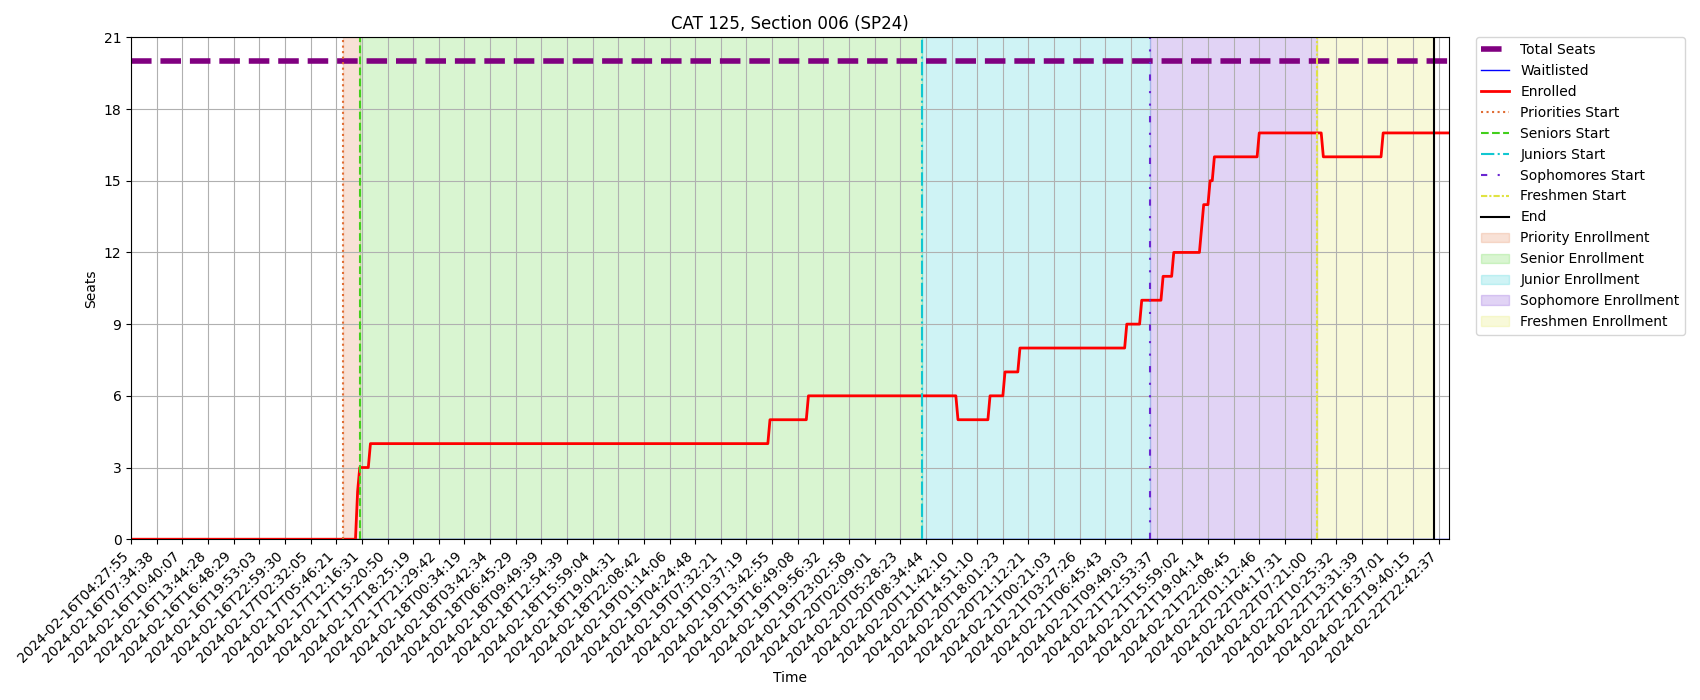 CAT 125, Section 006 (SP24)
21
18
15
12
9
6
3
0
Seats
2024-02-16T04:27:55
2024-02-16T07:34:38
2024-02-16T10:40:07
2024-02-16T13:44:28
2024-02-16T16:48:29
2024-02-16T19:53:03
2024-02-16T22:59:30
2024-02-17T02:32:05
2024-02-17T05:46:21
2024-02-17T12:16:31
2024-02-17T15:20:50
2024-02-17T18:25:19
2024-02-17T21:29:42
2024-02-18T00:34:19
2024-02-18T03:42:34
2024-02-18T06:45:29
2024-02-18T09:49:39
2024-02-18T12:54:39
2024-02-18T15:59:04
2024-02-18T19:04:31
2024-02-18T22:08:42
2024-02-19T01:14:06
2024-02-19T04:24:48
2024-02-19T07:32:21
2024-02-19T10:37:19
2024-02-19T13:42:55
2024-02-19T16:49:08
2024-02-19T19:56:32
2024-02-19T23:02:58
2024-02-20T02:09:01
2024-02-20T05:28:23
2024-02-20T08:34:44
2024-02-20T11:42:10
2024-02-20T14:51:10
2024-02-20T18:01:23
2024-02-20T21:12:21
2024-02-21T00:21:03
2024-02-21T03:27:26
2024-02-21T06:45:43
2024-02-21T09:49:03
2024-02-21T12:53:37
2024-02-21T15:59:02
2024-02-21T19:04:14
2024-02-21T22:08:45
2024-02-22T01:12:46
2024-02-22T04:17:31
2024-02-22T07:21:00
2024-02-22T10:25:32
2024-02-22T13:31:39
2024-02-22T16:37:01
2024-02-22T19:40:15
2024-02-22T22:42:37
Time
Total Seats
Waitlisted
Enrolled
Priorities Start
Seniors Start
Juniors Start
Sophomores Start
Freshmen Start
End
Priority Enrollment
Senior Enrollment
Junior Enrollment
Sophomore Enrollment
Freshmen Enrollment